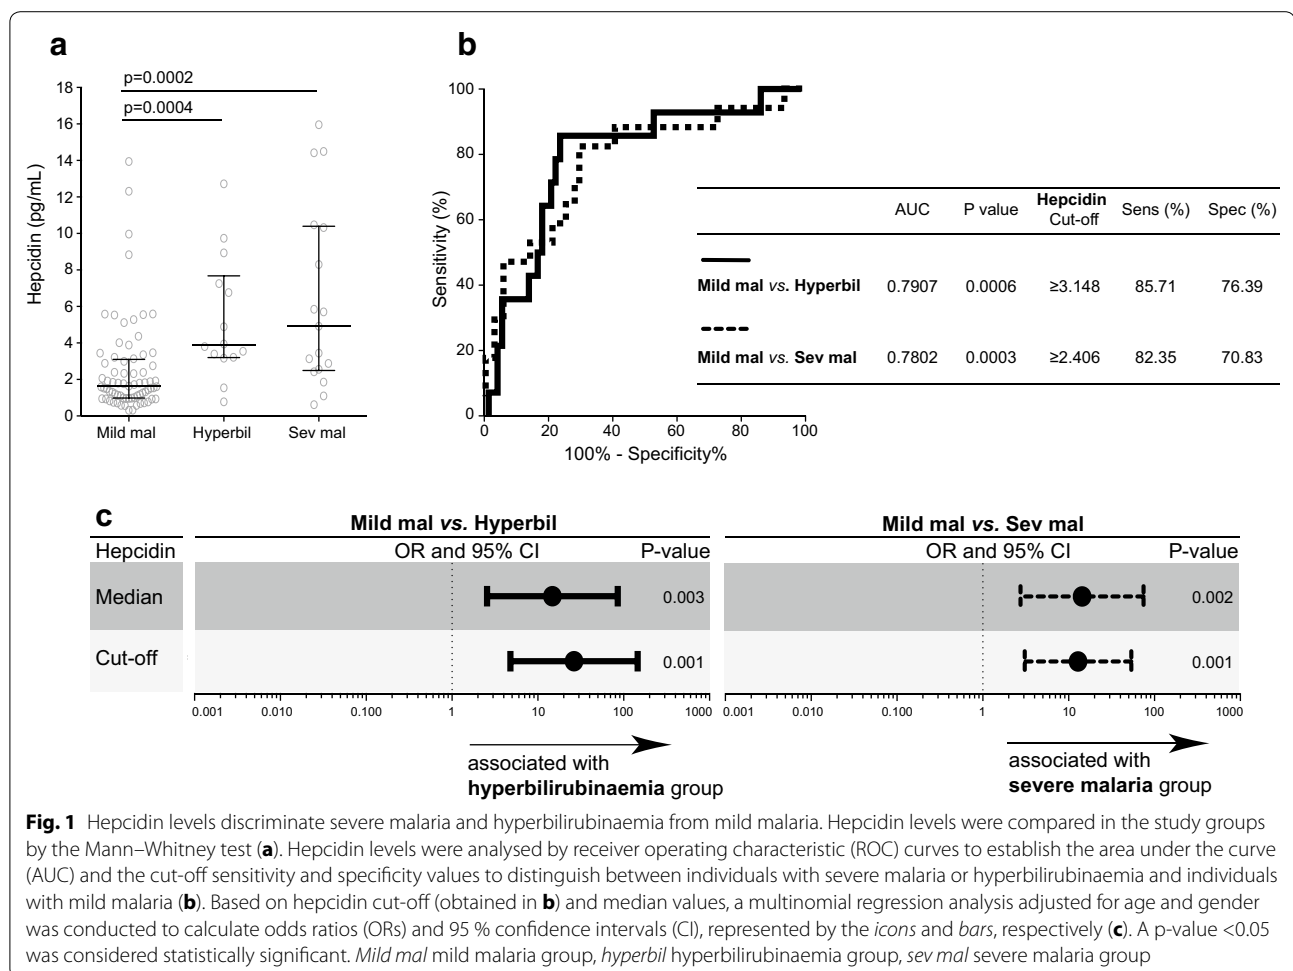 a
p=0.0002
p=0.0004
18
16
14
12
10
8
6
4
2
0
Hepcidin (pg/mL)
Mild mal Hyperbil Sev mal
b
100
80
60
40
20
0
Sensitivity (%)
0 20 40 60 80 100
100% - Specificity%
AUC P value Hepcidin Cut-off Sens (%) Spec (%)
Mild mal vs. Hyperbil 0.7907 0.0006 ≥3.148 85.71 76.39
Mild mal vs. Sev mal 0.7802 0.0003 ≥2.406 82.35 70.83
c
Mild mal vs. Hyperbil Mild mal vs. Sev mal
Hepcidin OR and 95% CI P-value OR and 95% CI P-value
Median 0.003 0.002
Cut-off 0.001 0.001
0.001 0.010 0.100 1 10 100 1000 0.001 0.010 0.100 1 10 100 1000
associated with
hyperbilirubinaemia group
associated with
severe malaria group
Fig. 1 Hepcidin levels discriminate severe malaria and hyperbilirubinaemia from mild malaria. Hepcidin levels were compared in the study groups
by the Mann–Whitney test (a). Hepcidin levels were analysed by receiver operating characteristic (ROC) curves to establish the area under the curve
(AUC) and the cut-off sensitivity and specificity values to distinguish between individuals with severe malaria or hyperbilirubinaemia and individuals
with mild malaria (b). Based on hepcidin cut-off (obtained in b) and median values, a multinomial regression analysis adjusted for age and gender
was conducted to calculate odds ratios (ORs) and 95 % confidence intervals (CI), represented by the icons and bars, respectively (c). A p-value <0.05
was considered statistically significant. Mild mal mild malaria group, hyperbil hyperbilirubinaemia group, sev mal severe malaria group